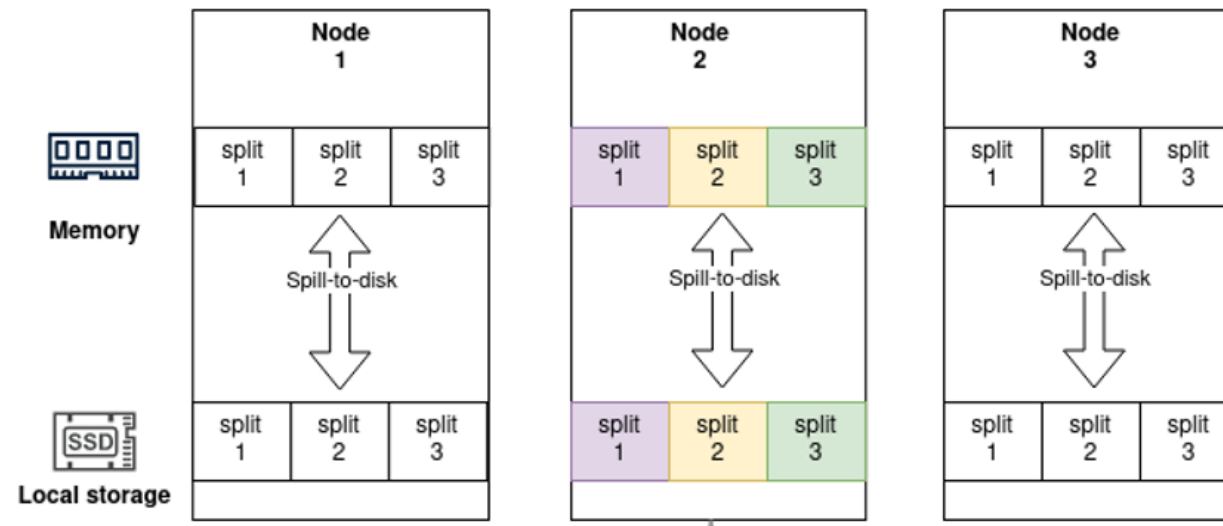 Node
1
Node
2
Node
3
split
1
split
2
split
3
split
1
split
2
split
3
split
1
split
2
split
3
Memory
Spill-to-disk
Spill-to-disk
Spill-to-disk
split
1
split
2
split
3
split
1
split
2
split
3
split
1
split
2
split
3
SSD
Local storage